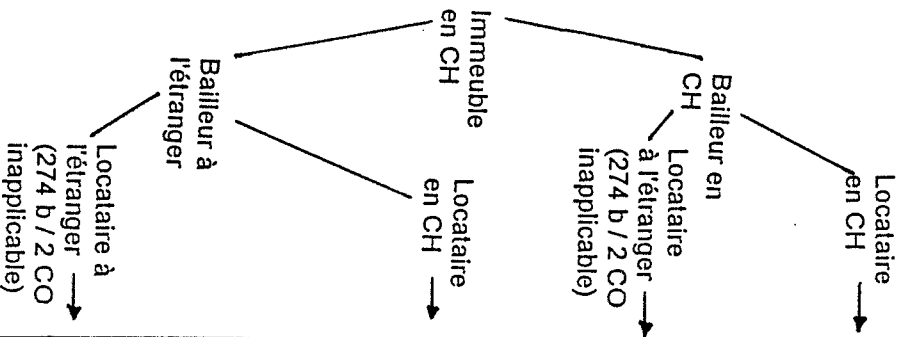 Immeuble
en CH
Bailleur en
CH
Locataire
en CH
Locataire
à l'étranger
(274 b / 2 CO
inapplicable)
Bailleur à
l'étranger
Locataire
en CH
Locataire à
l'étranger
(274 b / 2 CO
inapplicable)